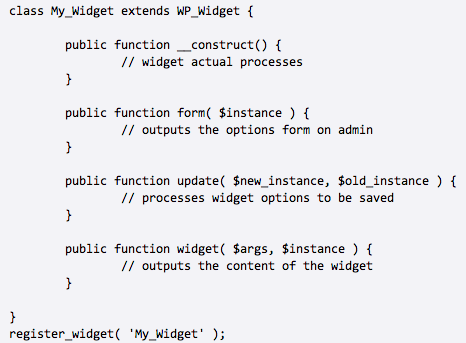 class My_Widget extends WP_Widget {
public function __construct() {
// widget actual processes
}
public function form( $instance ) {
// outputs the options form on admin
}
public function update( $new_instance, $old_instance ) {
// processes widget options to be saved
}
public function widget( $args, $instance ) {
// outputs the content of the widget
}
}
register_widget( 'My_Widget' );